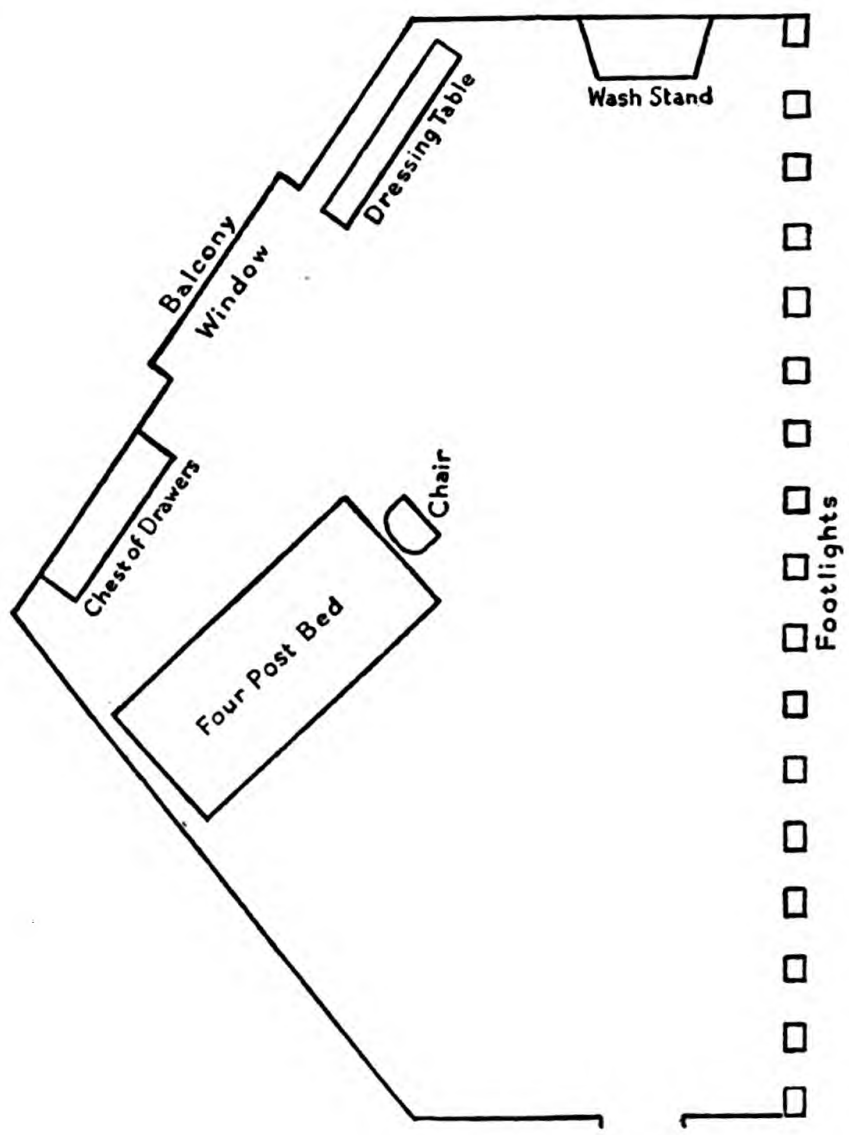 Wash Stand
Dressing Table
Balcony
Window
Chest of Drawers
Chair
Four Post Bed
Footlights